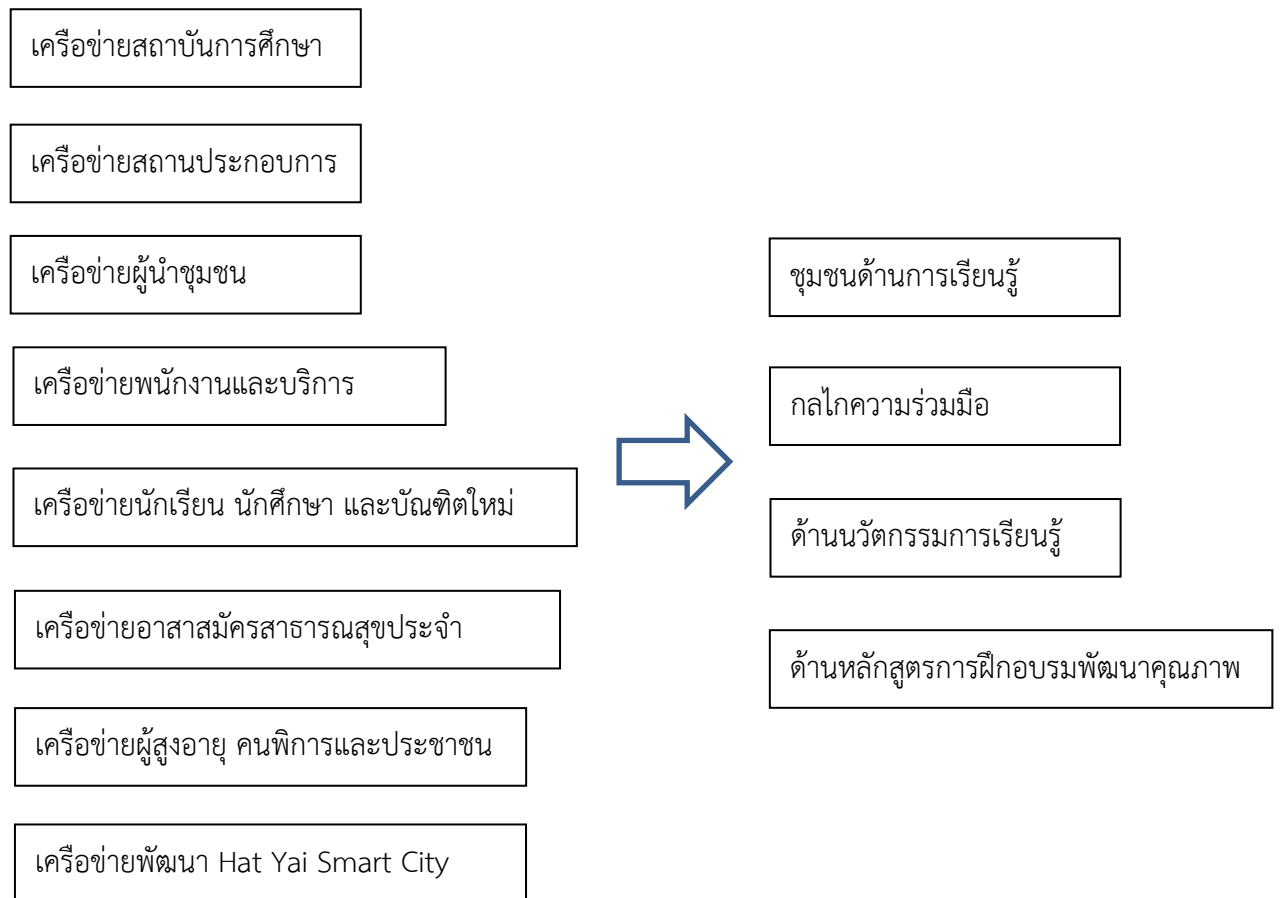 เครือข่ายสถาบันการศึกษา
เครือข่ายสถานประกอบการ
เครือข่ายผู้นำชุมชน
เครือข่ายพนักงานและบริการ
เครือข่ายนักเรียน นักศึกษา และบัณฑิตใหม่
เครือข่ายอาสาสมัครสาธารณสุขประจำ
เครือข่ายผู้สูงอายุ คนพิการและประชาชน
เครือข่ายพัฒนา Hat Yai Smart City
ชุมชนด้านการเรียนรู้
กลไกความร่วมมือ
ด้านนวัตกรรมการเรียนรู้
ด้านหลักสูตรการฝึกอบรมพัฒนาคุณภาพ